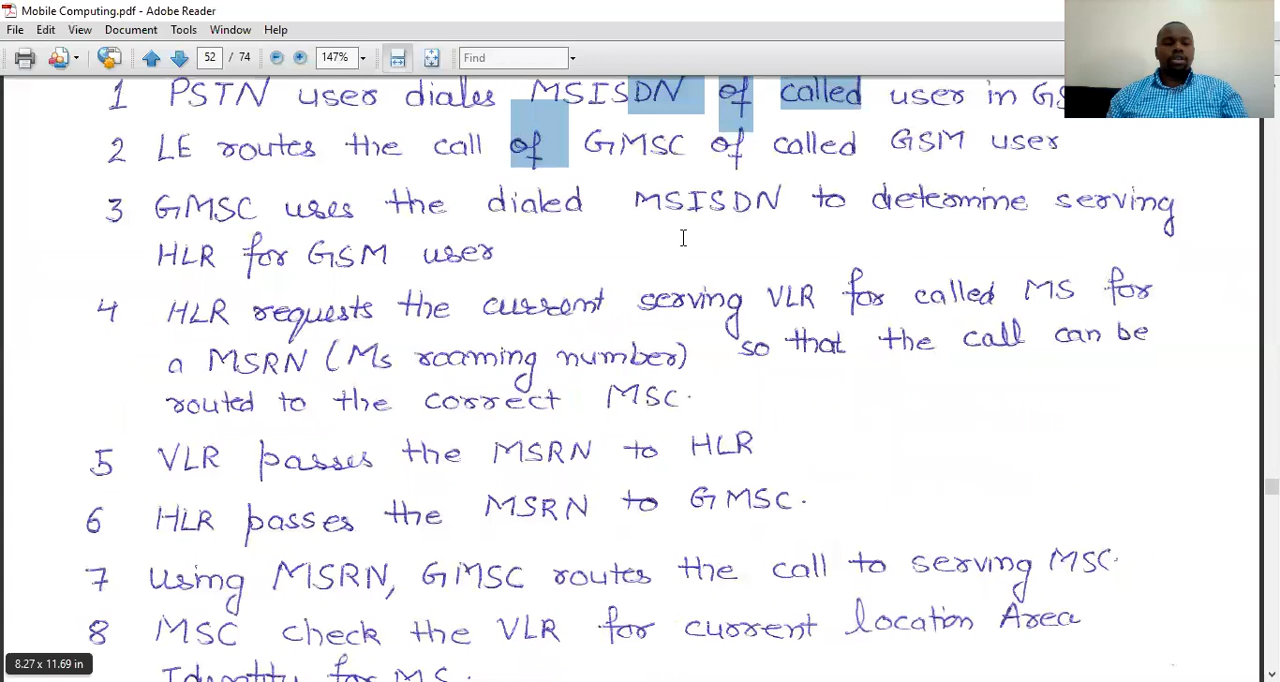 Mobile Computing.pdf - Adobe Reader
File Edit View Document Tools Window Help
52 / 74 147% Find
1 PSTN user diales MSISDN of called user in GS
2 LE routes the call of GMSC of called GSM user
3 GMSC uses the dialed MSISDN to determine serving
HLR for GSM user
4 HLR requests the current serving VLR for called MS for
a MSRN (Ms roaming number) so that the call can be
routed to the correct MSC.
5 VLR passes the MSRN to HLR
6 HLR passes the MSRN to GMSC.
7 Using MSRN, GMSC routes the call to serving MSC.
8 MSC check the VLR for current location Area
Identity for MS.
8.27 x 11.69 in